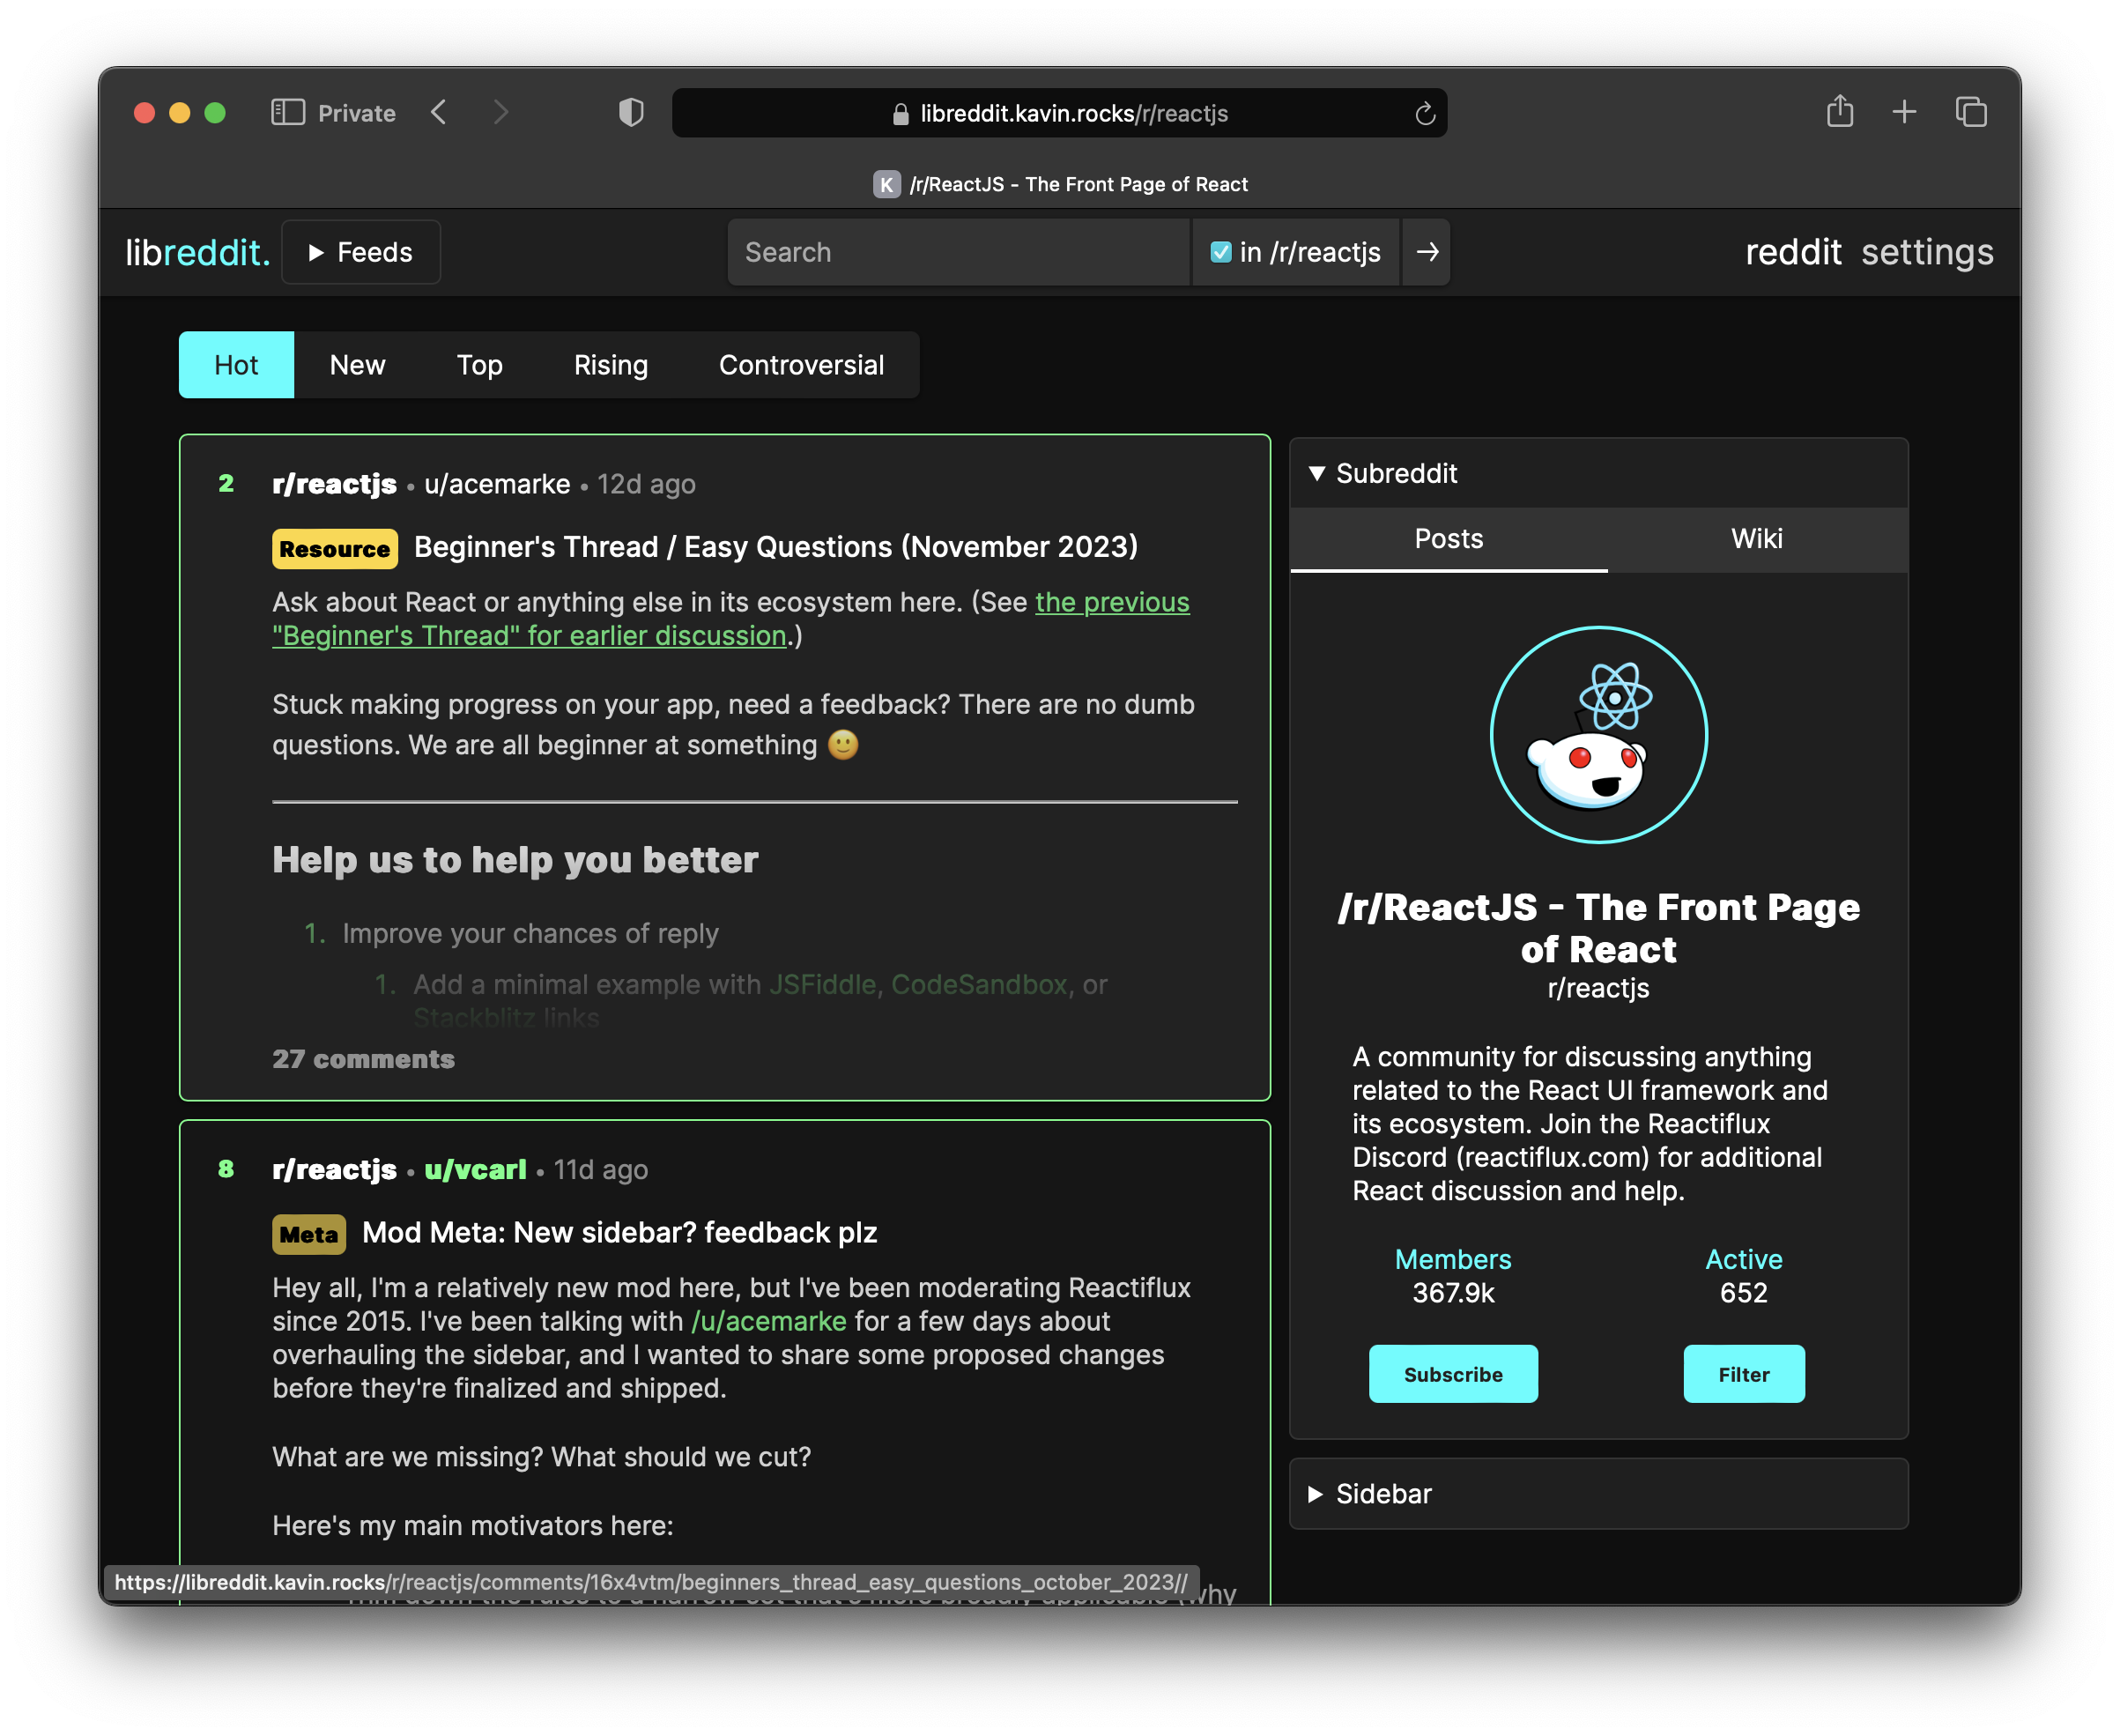 Private
libreddit.kavin.rocks/r/reactjs
K /r/ReactJS - The Front Page of React
libreddit. ▶ Feeds
Search
in /r/reactjs →
reddit settings
Hot New Top Rising Controversial
2 r/reactjs • u/acemarke • 12d ago
Resource Beginner's Thread / Easy Questions (November 2023)
Ask about React or anything else in its ecosystem here. (See the previous
"Beginner's Thread" for earlier discussion.)
Stuck making progress on your app, need a feedback? There are no dumb
questions. We are all beginner at something 🙂
Help us to help you better
1. Improve your chances of reply
1. Add a minimal example with JSFiddle, CodeSandbox, or
Stackblitz links
27 comments
8 r/reactjs • u/vcarl • 11d ago
Meta Mod Meta: New sidebar? feedback plz
Hey all, I'm a relatively new mod here, but I've been moderating Reactiflux
since 2015. I've been talking with /u/acemarke for a few days about
overhauling the sidebar, and I wanted to share some proposed changes
before they're finalized and shipped.
What are we missing? What should we cut?
Here's my main motivators here:
https://libreddit.kavin.rocks/r/reactjs/comments/16x4vtm/beginners_thread_easy_questions_october_2023//
▼ Subreddit
Posts Wiki
/r/ReactJS - The Front Page
of React
r/reactjs
A community for discussing anything
related to the React UI framework and
its ecosystem. Join the Reactiflux
Discord (reactiflux.com) for additional
React discussion and help.
Members Active
367.9k 652
Subscribe Filter
▶ Sidebar